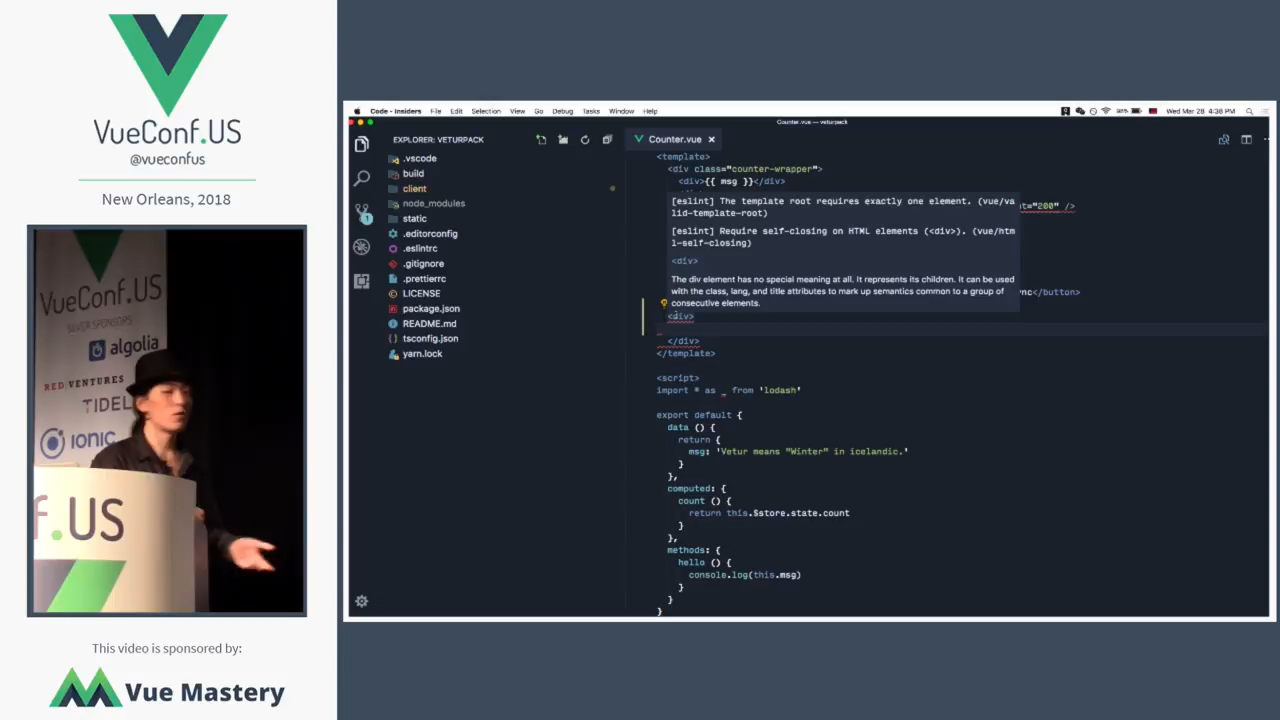 VueConf.US
@vueconfus
New Orleans, 2018
VueConf.US
SILVER SPONSORS
algolia
RED VENTURES
TIDEL
IONIC
f.US
This video is sponsored by:
Vue Mastery
Code - Insiders File Edit Selection View Go Debug Tasks Window Help
Wed Mar 28 4:38 PM
Counter.vue — veturpack
EXPLORER: VETURPACK
.vscode
build
client
node_modules
static
.editorconfig
.eslintrc
.gitignore
.prettierrc
LICENSE
package.json
README.md
tsconfig.json
yarn.lock
1
Counter.vue
<template>
<div class="counter-wrapper">
<div>{{ msg }}</div>
[eslint] The template root requires exactly one element. (vue/va
lid-template-root)
t="200" />
[eslint] Require self-closing on HTML elements (<div>). (vue/htm
l-self-closing)
<div>
The div element has no special meaning at all. It represents its children. It can be used
with the class, lang, and title attributes to mark up semantics common to a group of
consecutive elements.
nc</button>
<div>
</div>
</template>
<script>
import * as _ from 'lodash'
export default {
data () {
return {
msg: 'Vetur means "Winter" in icelandic.'
}
},
computed: {
count () {
return this.$store.state.count
}
},
methods: {
hello () {
console.log(this.msg)
}
}
}